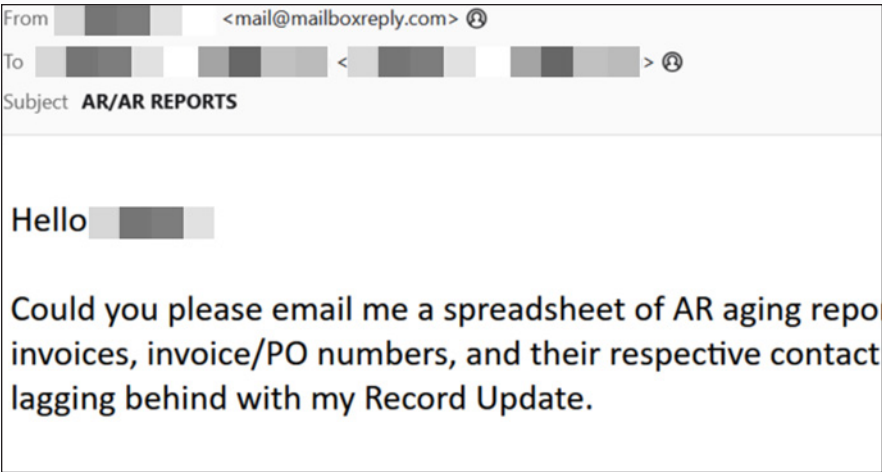 From <mail@mailboxreply.com>
To < >
Subject AR/AR REPORTS
Hello
Could you please email me a spreadsheet of AR aging
invoices, invoice/PO numbers, and their respective contact
lagging behind with my Record Update.